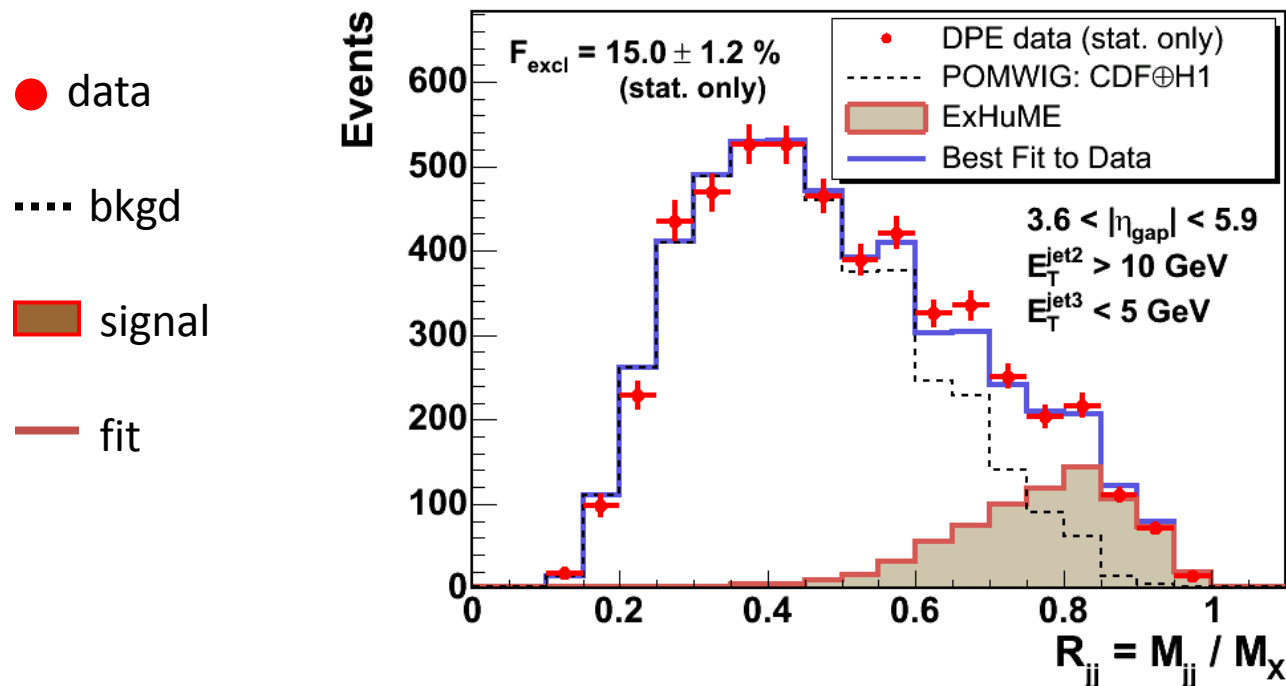 data
bkgd
signal
fit
Events
600
500
400
300
200
100
0
F_excl = 15.0 ± 1.2 %
(stat. only)
DPE data (stat. only)
POMWIG: CDF⊕H1
ExHuME
Best Fit to Data
3.6 < |η_gap| < 5.9
E_T^jet2 > 10 GeV
E_T^jet3 < 5 GeV
0 0.2 0.4 0.6 0.8 1
R_jj = M_jj / M_X